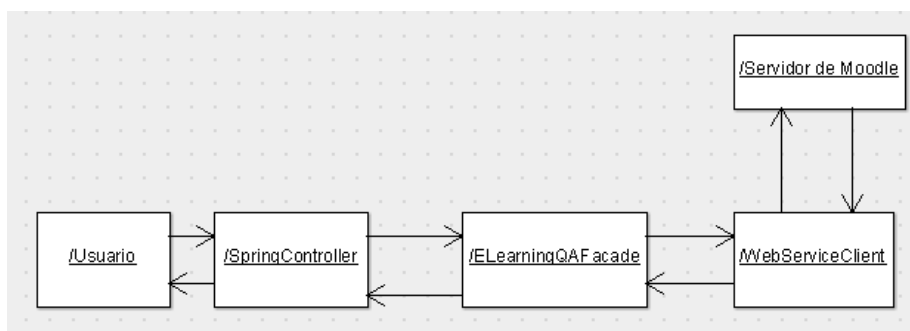 /Servidor de Moodle
/Usuario
/SpringController
/ELearningQAFacade
/WebServiceClient